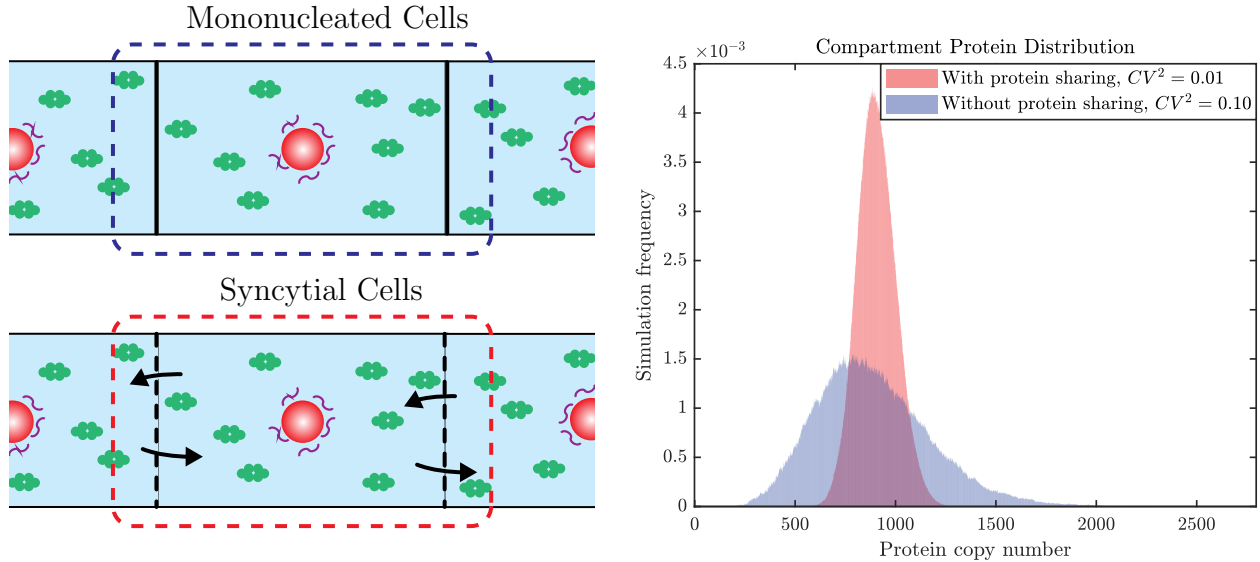 Mononucleated Cells
Syncytial Cells
Compartment Protein Distribution
×10⁻³
With protein sharing, CV² = 0.01
Without protein sharing, CV² = 0.10
4.5
4
3.5
3
2.5
2
1.5
1
0.5
0
Simulation frequency
0 500 1000 1500 2000 2500
Protein copy number